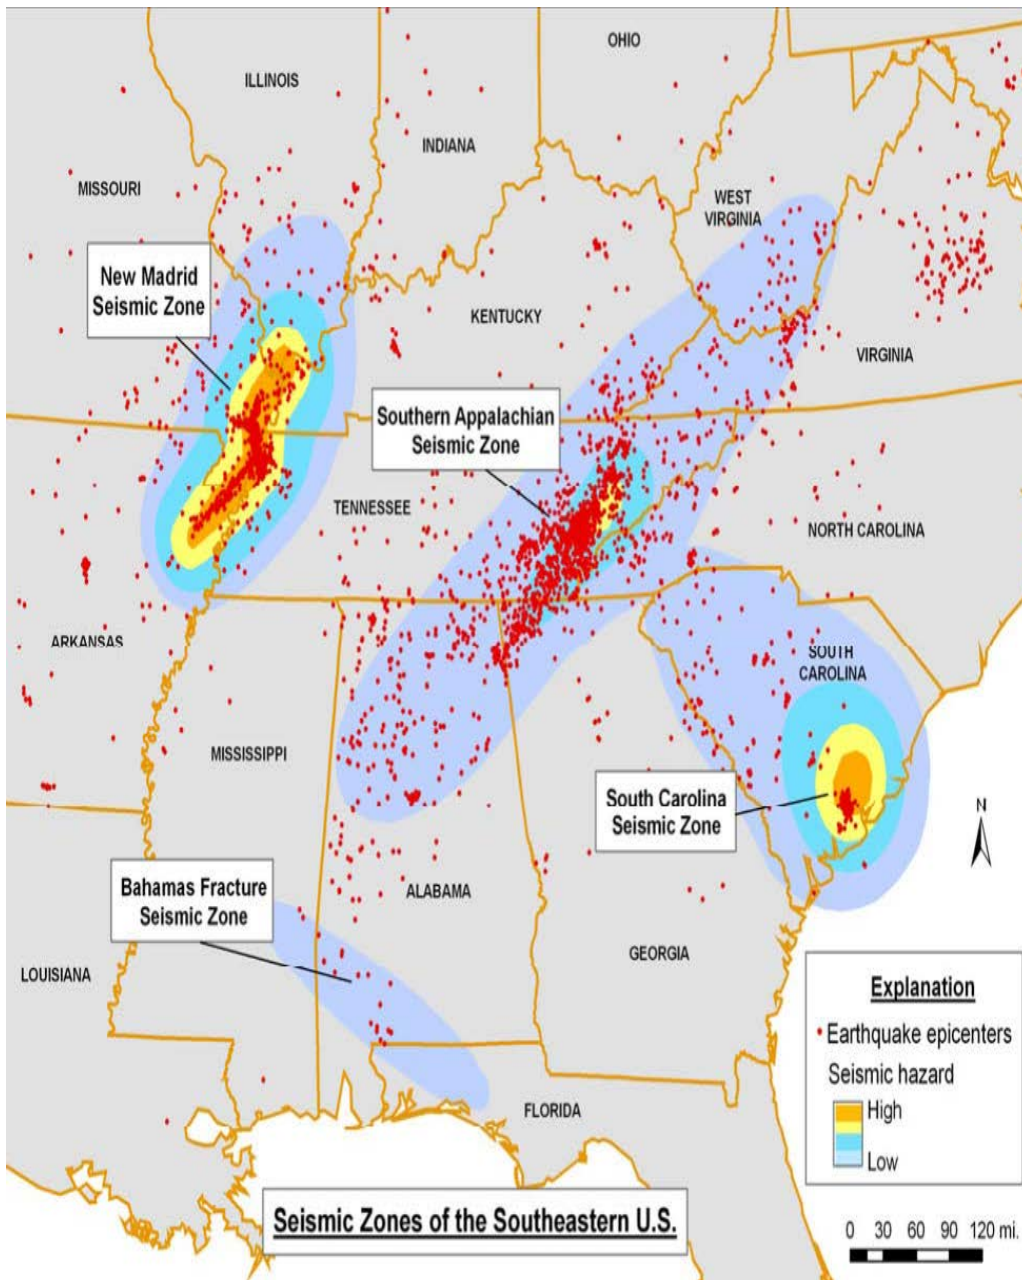 OHIO
ILLINOIS
INDIANA
MISSOURI
WEST
VIRGINIA
New Madrid
Seismic Zone
KENTUCKY
VIRGINIA
Southern Appalachian
Seismic Zone
TENNESSEE
NORTH CAROLINA
ARKANSAS
SOUTH
CAROLINA
MISSISSIPPI
South Carolina
Seismic Zone
N
Bahamas Fracture
Seismic Zone
ALABAMA
GEORGIA
LOUISIANA
Explanation
Earthquake epicenters
Seismic hazard
High
Low
FLORIDA
Seismic Zones of the Southeastern U.S.
0 30 60 90 120 mi.